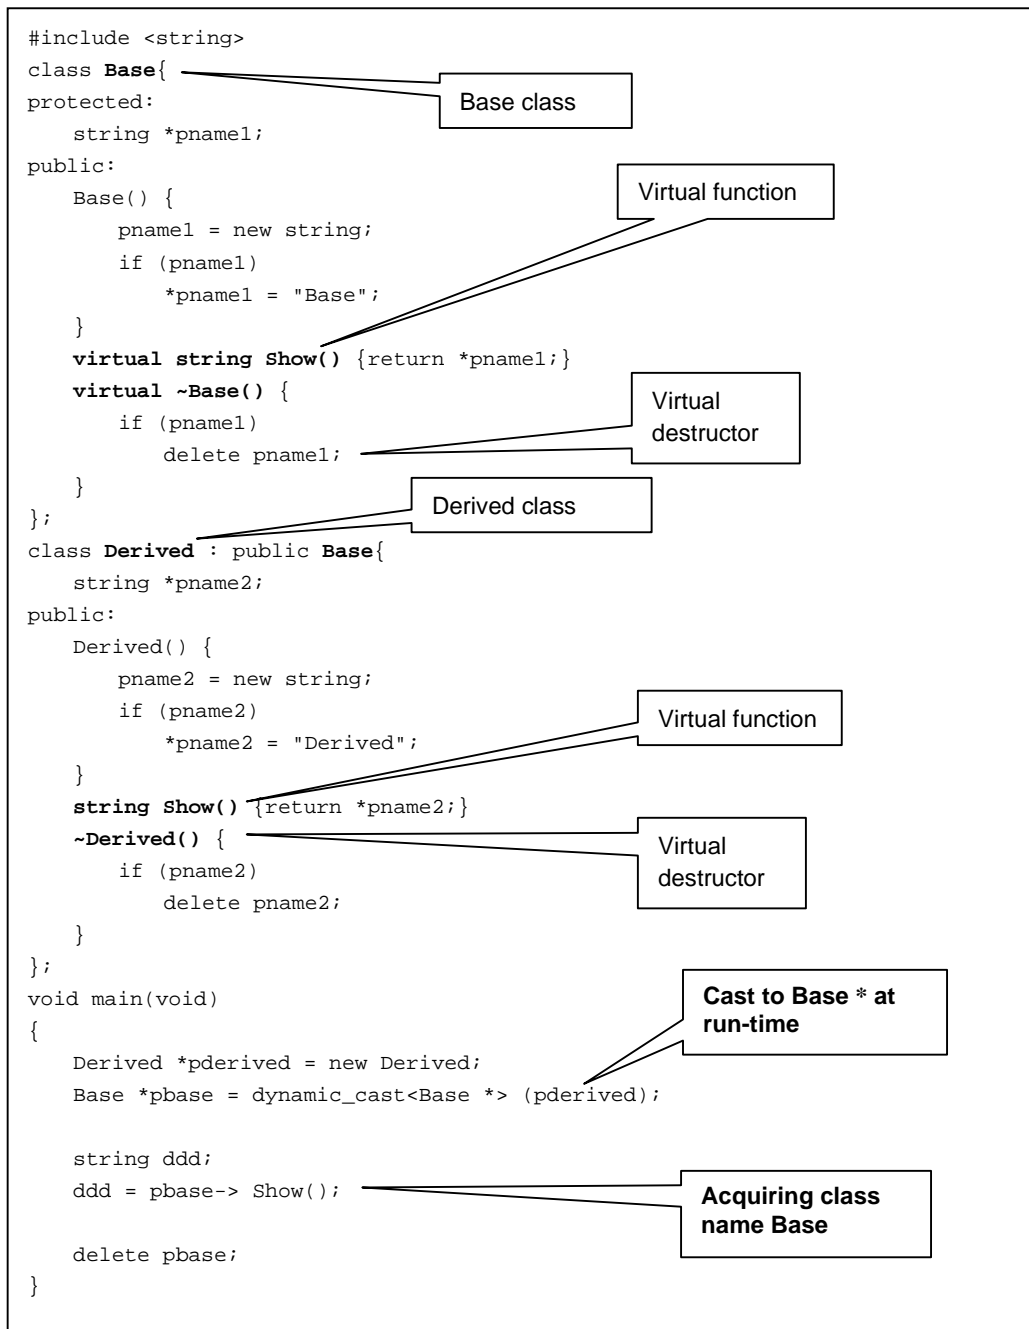 #include <string>
class Base{
Base class
protected:
string *pname1;
public:
Base() {
Virtual function
pname1 = new string;
if (pname1)
*pname1 = "Base";
}
virtual string Show() {return *pname1;}
virtual ~Base() {
Virtual
destructor
if (pname1)
delete pname1;
}
};
Derived class
class Derived : public Base{
string *pname2;
public:
Derived() {
pname2 = new string;
Virtual function
if (pname2)
*pname2 = "Derived";
}
string Show() {return *pname2;}
~Derived() {
Virtual
destructor
if (pname2)
delete pname2;
}
};
void main(void)
Cast to Base * at
run-time
{
Derived *pderived = new Derived;
Base *pbase = dynamic_cast<Base *> (pderived);
string ddd;
ddd = pbase-> Show();
Acquiring class
name Base
delete pbase;
}